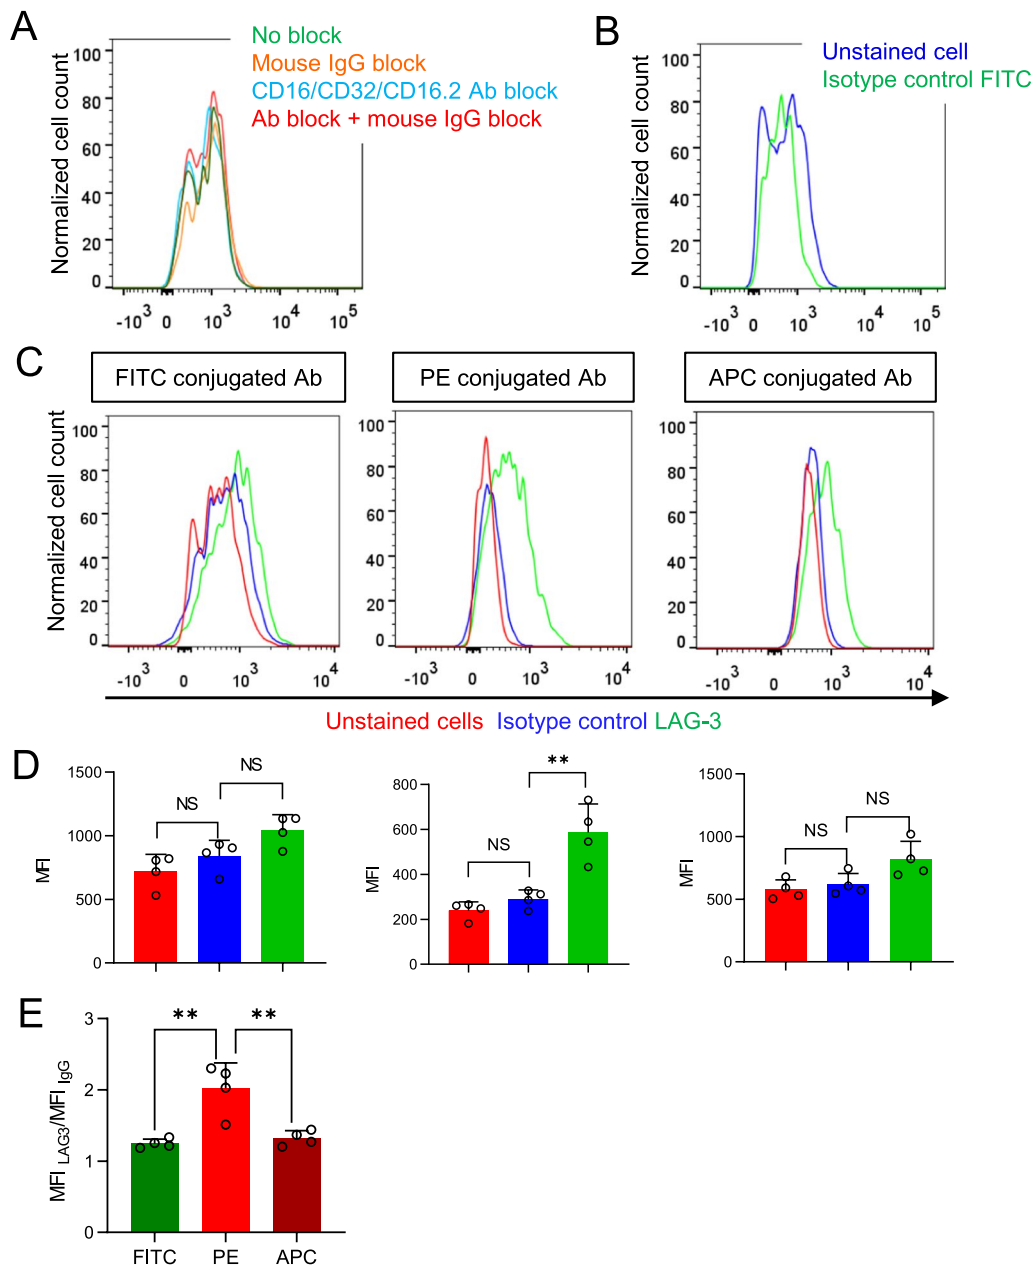 A
No block
Mouse IgG block
CD16/CD32/CD16.2 Ab block
Ab block + mouse IgG block
Normalized cell count
100
80
60
40
20
0
-10³ 0 10³ 10⁴ 10⁵
B
Unstained cell
Isotype control FITC
Normalized cell count
100
80
60
40
20
0
-10³ 0 10³ 10⁴ 10⁵
C
FITC conjugated Ab
PE conjugated Ab
APC conjugated Ab
Normalized cell count
100
80
60
40
20
0
-10³ 0 10³ 10⁴
100
80
60
40
20
0
-10³ 0 10³ 10⁴
100
80
60
40
20
0
-10³ 0 10³ 10⁴
Unstained cells Isotype control LAG-3
D
MFI
1500
1000
500
0
NS
NS
MFI
800
600
400
200
0
NS
**
MFI
1500
1000
500
0
NS
NS
E
MFI LAG3/MFI IgG
3
2
1
0
** **
FITC PE APC